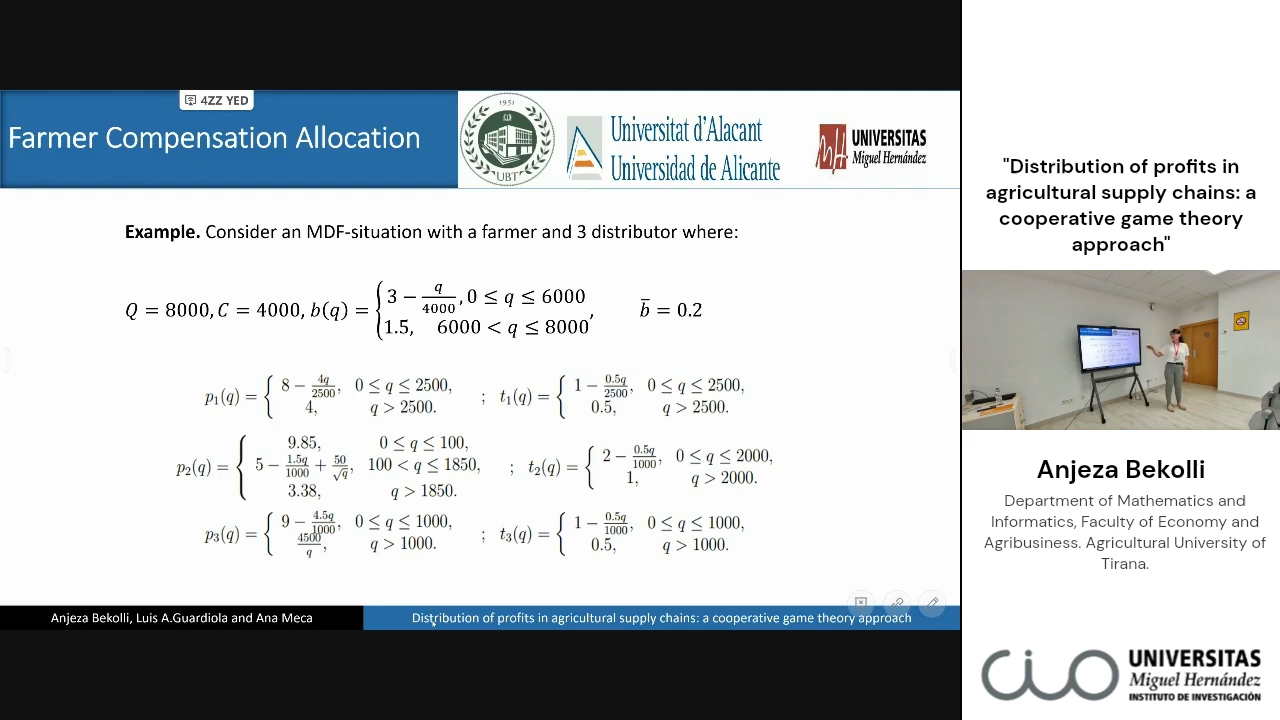 4ZZ YED
Farmer Compensation Allocation
1951
UBT
Universitat d'Alacant
Universidad de Alicante
UNIVERSITAS
Miguel Hernández
Example. Consider an MDF-situation with a farmer and 3 distributor where:
Q = 8000, C = 4000, b(q) = { 3 − q/4000, 0 ≤ q ≤ 6000
1.5, 6000 < q ≤ 8000, b̄ = 0.2
p₁(q) = { 8 − 4q/2500, 0 ≤ q ≤ 2500, ; t₁(q) = { 1 − 0.5q/2500, 0 ≤ q ≤ 2500,
4, q > 2500. 0.5, q > 2500.
9.85, 0 ≤ q ≤ 100,
p₂(q) = { 5 − 1.5q/1000 + 50/√q, 100 < q ≤ 1850, ; t₂(q) = { 2 − 0.5q/1000, 0 ≤ q ≤ 2000,
3.38, q > 1850. 1, q > 2000.
p₃(q) = { 9 − 4.5q/1000, 0 ≤ q ≤ 1000, ; t₃(q) = { 1 − 0.5q/1000, 0 ≤ q ≤ 1000,
4500/q, q > 1000. 0.5, q > 1000.
Anjeza Bekolli, Luis A.Guardiola and Ana Meca
Distribution of profits in agricultural supply chains: a cooperative game theory approach
"Distribution of profits in
agricultural supply chains: a
cooperative game theory
approach"
Anjeza Bekolli
Department of Mathematics and
Informatics, Faculty of Economy and
Agribusiness. Agricultural University of
Tirana.
CIO
UNIVERSITAS
Miguel Hernández
INSTITUTO DE INVESTIGACIÓN